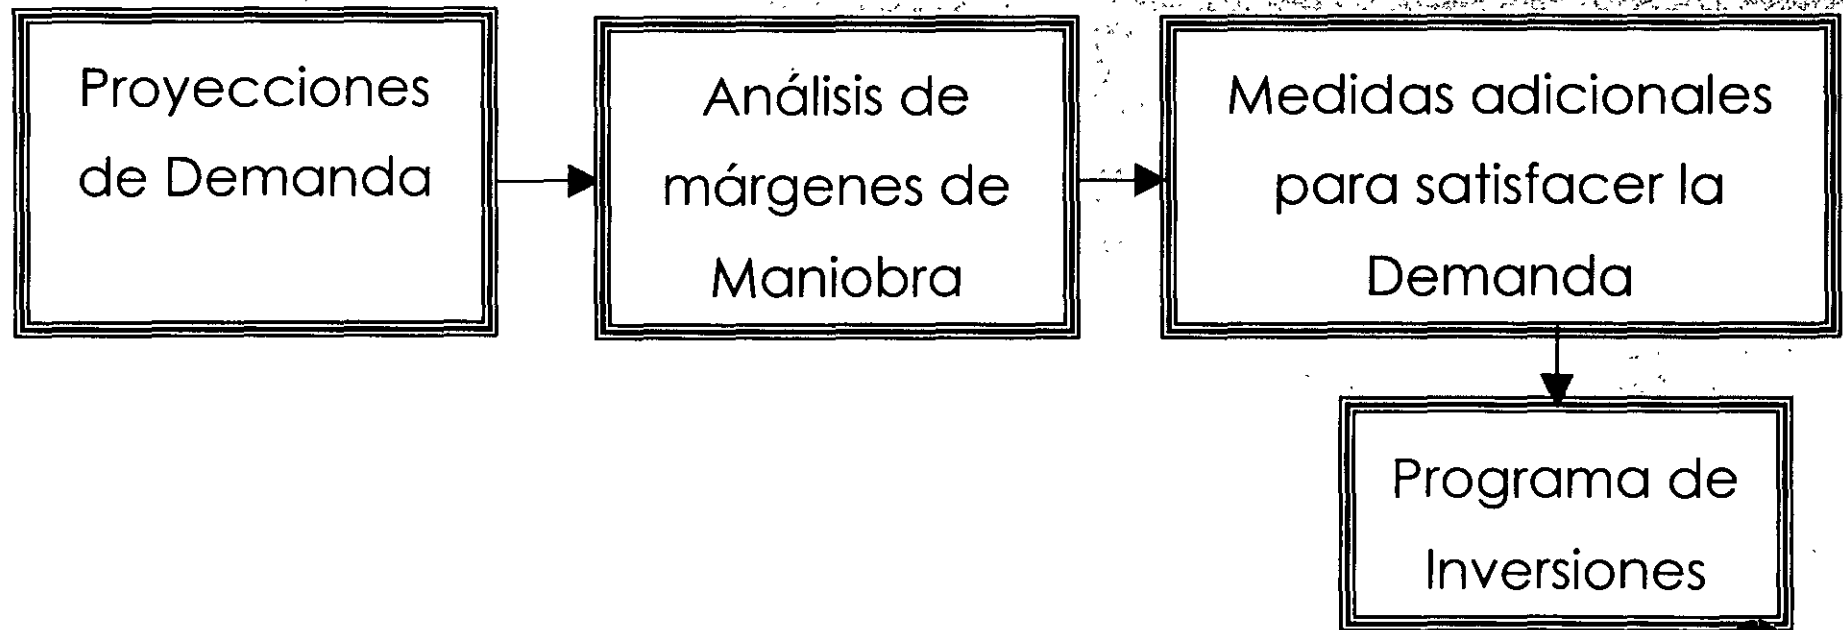 Proyecciones
de Demanda
Análisis de
márgenes de
Maniobra
Medidas adicionales
para satisfacer la
Demanda
Programa de
Inversiones